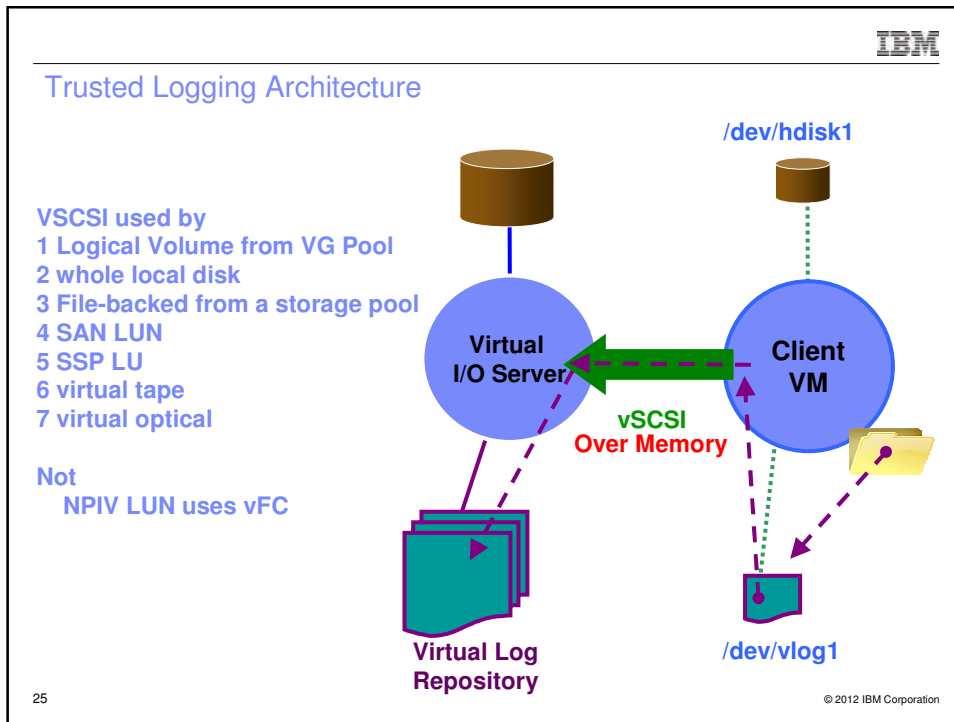 IBM
Trusted Logging Architecture
/dev/hdisk1
VSCSI used by
1 Logical Volume from VG Pool
2 whole local disk
3 File-backed from a storage pool
4 SAN LUN
5 SSP LU
6 virtual tape
7 virtual optical
Not
NPIV LUN uses vFC
Virtual
I/O Server
Client
VM
vSCSI
Over Memory
Virtual Log
Repository
/dev/vlog1
25
© 2012 IBM Corporation